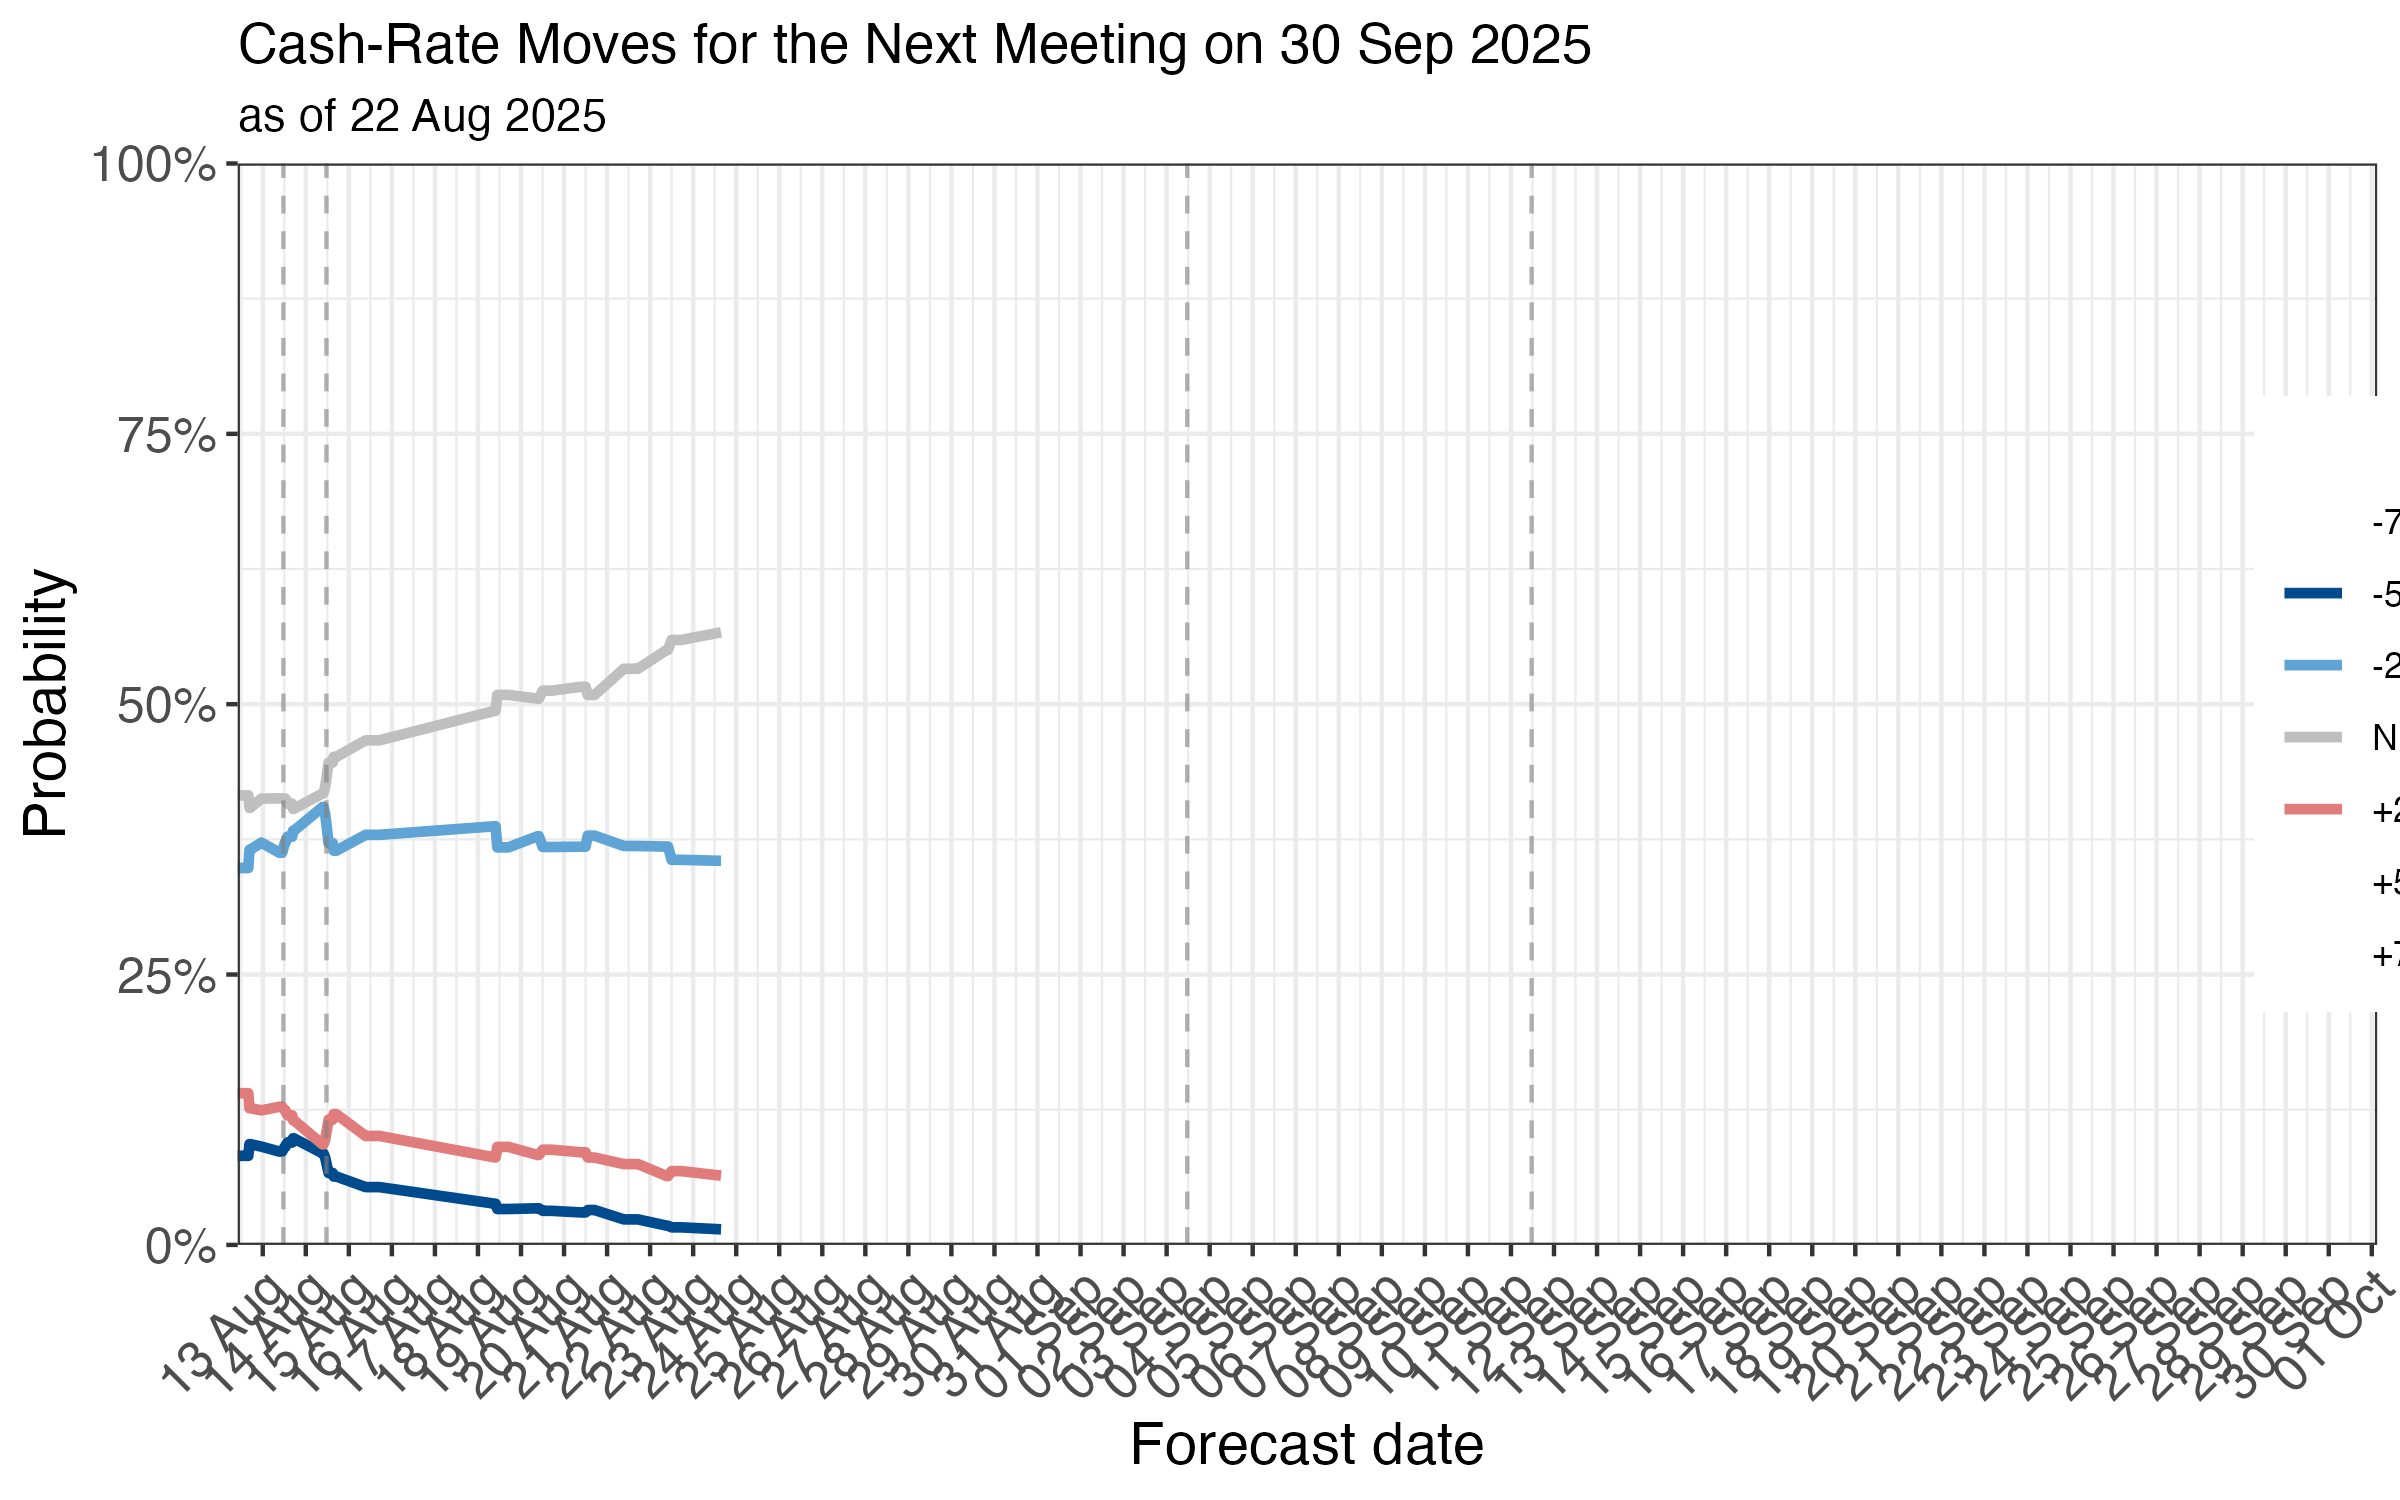 Cash-Rate Moves for the Next Meeting on 30 Sep 2025
as of 22 Aug 2025
Probability
100%
75%
50%
25%
0%
-7
-5
-2
N
+2
+5
+7
13 Aug
14 Aug
15 Aug
16 Aug
17 Aug
18 Aug
19 Aug
20 Aug
21 Aug
22 Aug
23 Aug
24 Aug
25 Aug
26 Aug
27 Aug
28 Aug
29 Aug
30 Aug
31 Aug
01 Sep
02 Sep
03 Sep
04 Sep
05 Sep
06 Sep
07 Sep
08 Sep
09 Sep
10 Sep
11 Sep
12 Sep
13 Sep
14 Sep
15 Sep
16 Sep
17 Sep
18 Sep
19 Sep
20 Sep
21 Sep
22 Sep
23 Sep
24 Sep
25 Sep
26 Sep
27 Sep
28 Sep
29 Sep
30 Sep
01 Oct
Forecast date